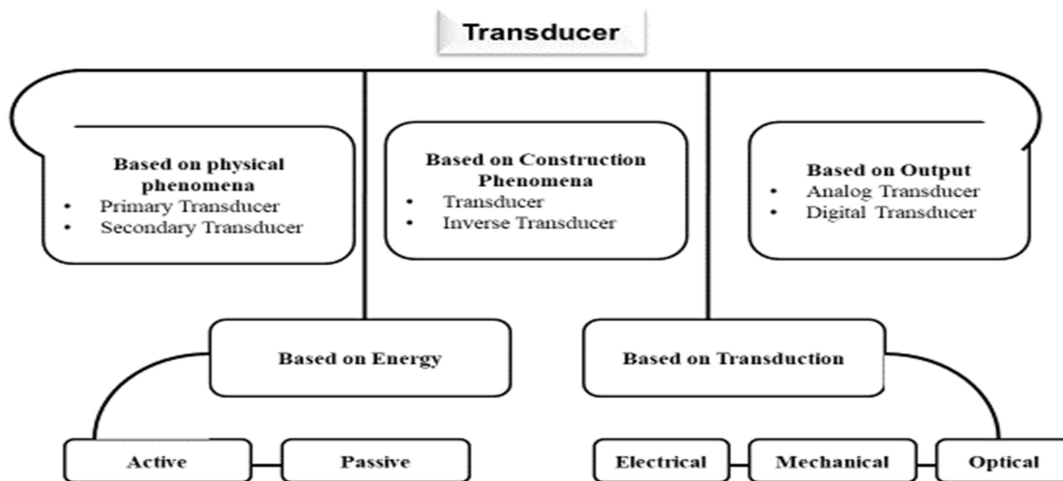 Transducer
Based on physical
phenomena
• Primary Transducer
• Secondary Transducer
Based on Construction
Phenomena
• Transducer
• Inverse Transducer
Based on Output
• Analog Transducer
• Digital Transducer
Based on Energy
Based on Transduction
Active
Passive
Electrical
Mechanical
Optical